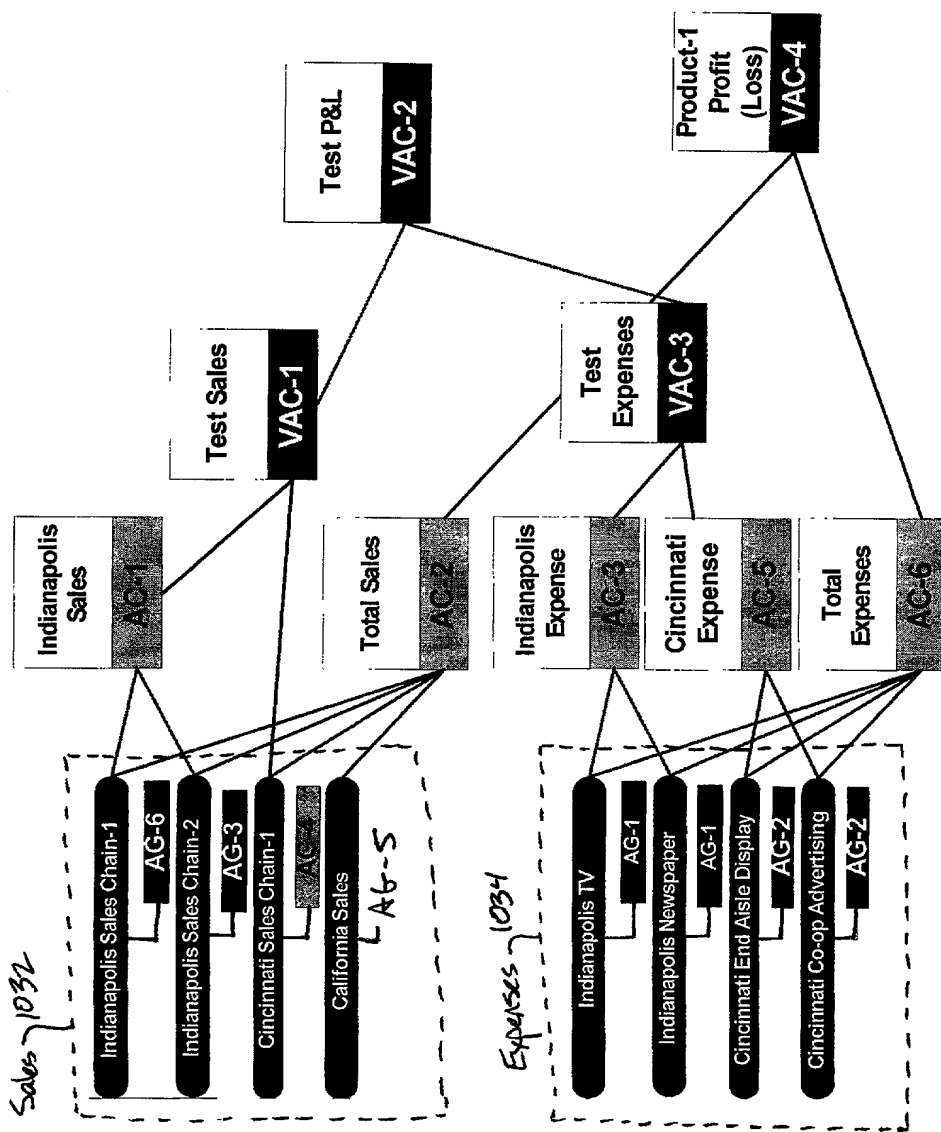 Sales 1032
Indianapolis Sales Chain-1
AG-6
Indianapolis Sales Chain-2
AG-3
Cincinnati Sales Chain-1
AG-4
California Sales
AG-5
Expenses 1034
Indianapolis TV
AG-1
Indianapolis Newspaper
AG-1
Cincinnati End Aisle Display
AG-2
Cincinnati Co-op Advertising
AG-2
Indianapolis
Sales
AC-1
Total Sales
AC-2
Indianapolis
Expense
AC-3
Cincinnati
Expense
AC-5
Total
Expenses
AC-6
Test Sales
VAC-1
Test
Expenses
VAC-3
Test P&L
VAC-2
Product-1
Profit
(Loss)
VAC-4